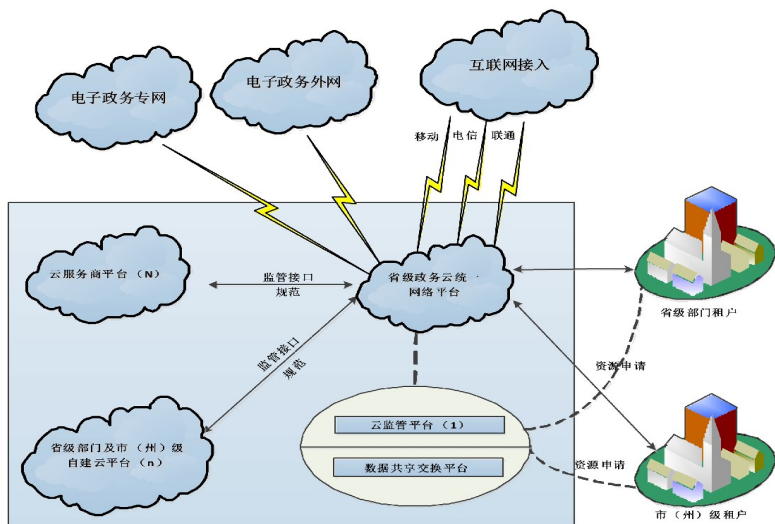 电子政务专网
电子政务外网
互联网接入
移动
电信
联通
云服务商平台（N）
监管接口
规范
省级政务云统一
网络平台
省级部门租户
监管接口
规范
资源申请
省级部门及市（州）级
自建云平台（n）
云监管平台（1）
数据共享交换平台
资源申请
市（州）级租户